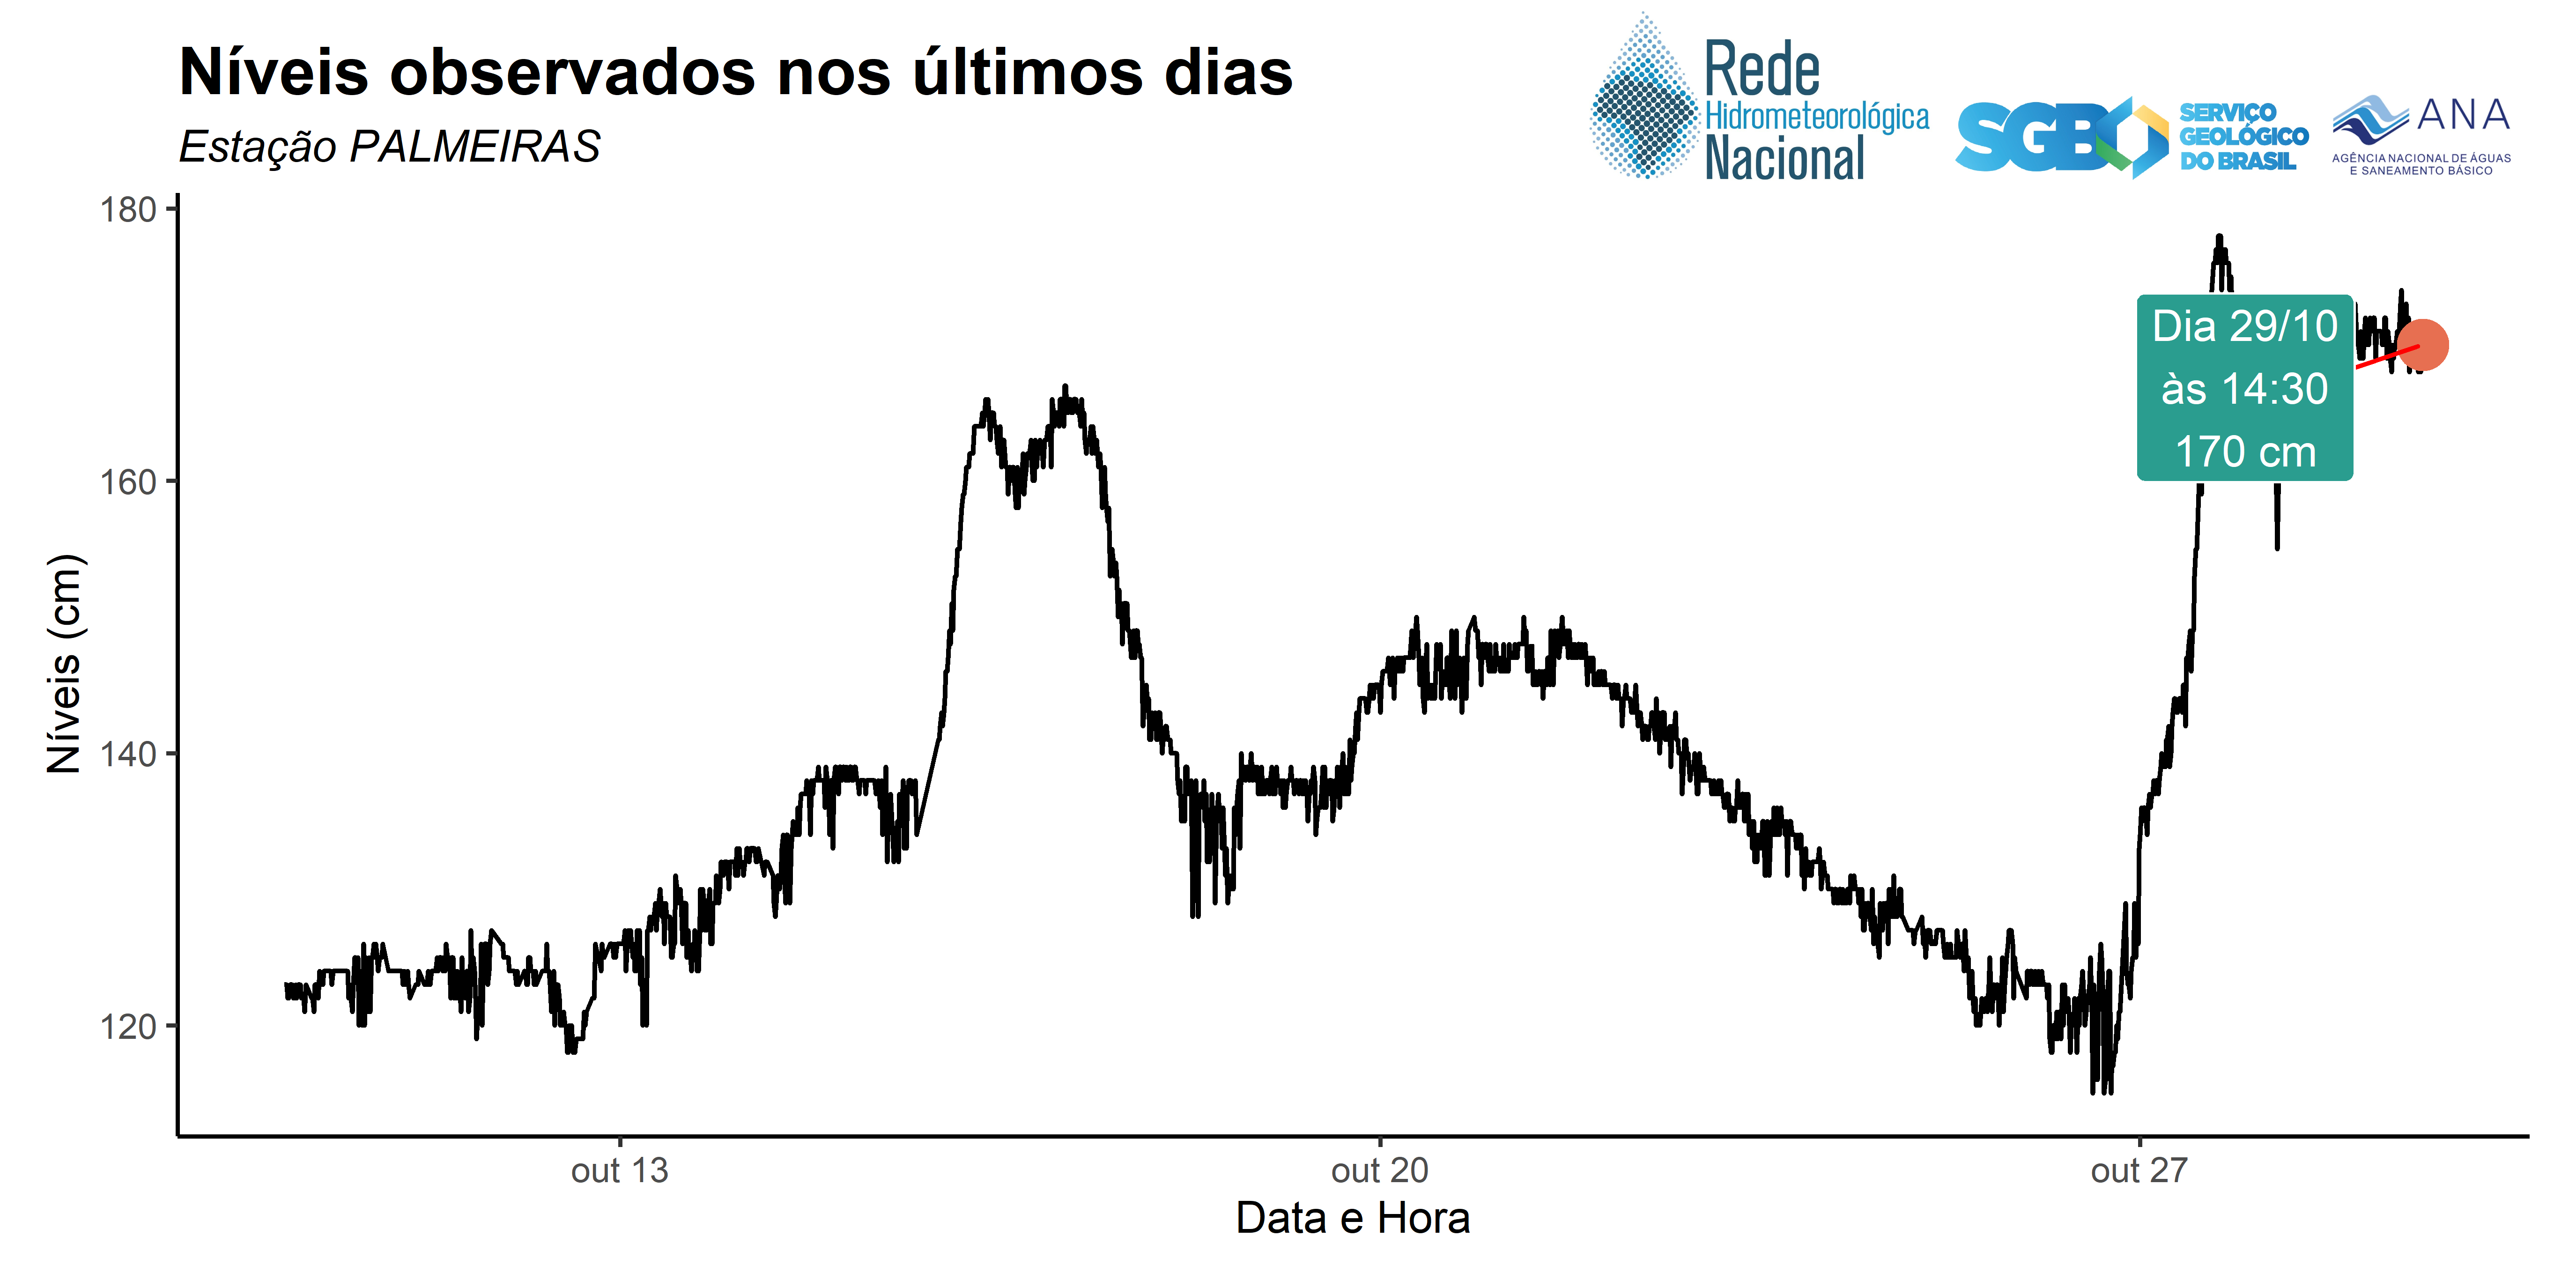 Níveis observados nos últimos dias
Estação PALMEIRAS
Rede
Hidrometeorológica
Nacional
SGB
SERVIÇO
GEOLÓGICO
DO BRASIL
ANA
AGÊNCIA NACIONAL DE ÁGUAS
E SANEAMENTO BÁSICO
180
160
140
120
Níveis (cm)
Dia 29/10
às 14:30
170 cm
out 13
out 20
out 27
Data e Hora